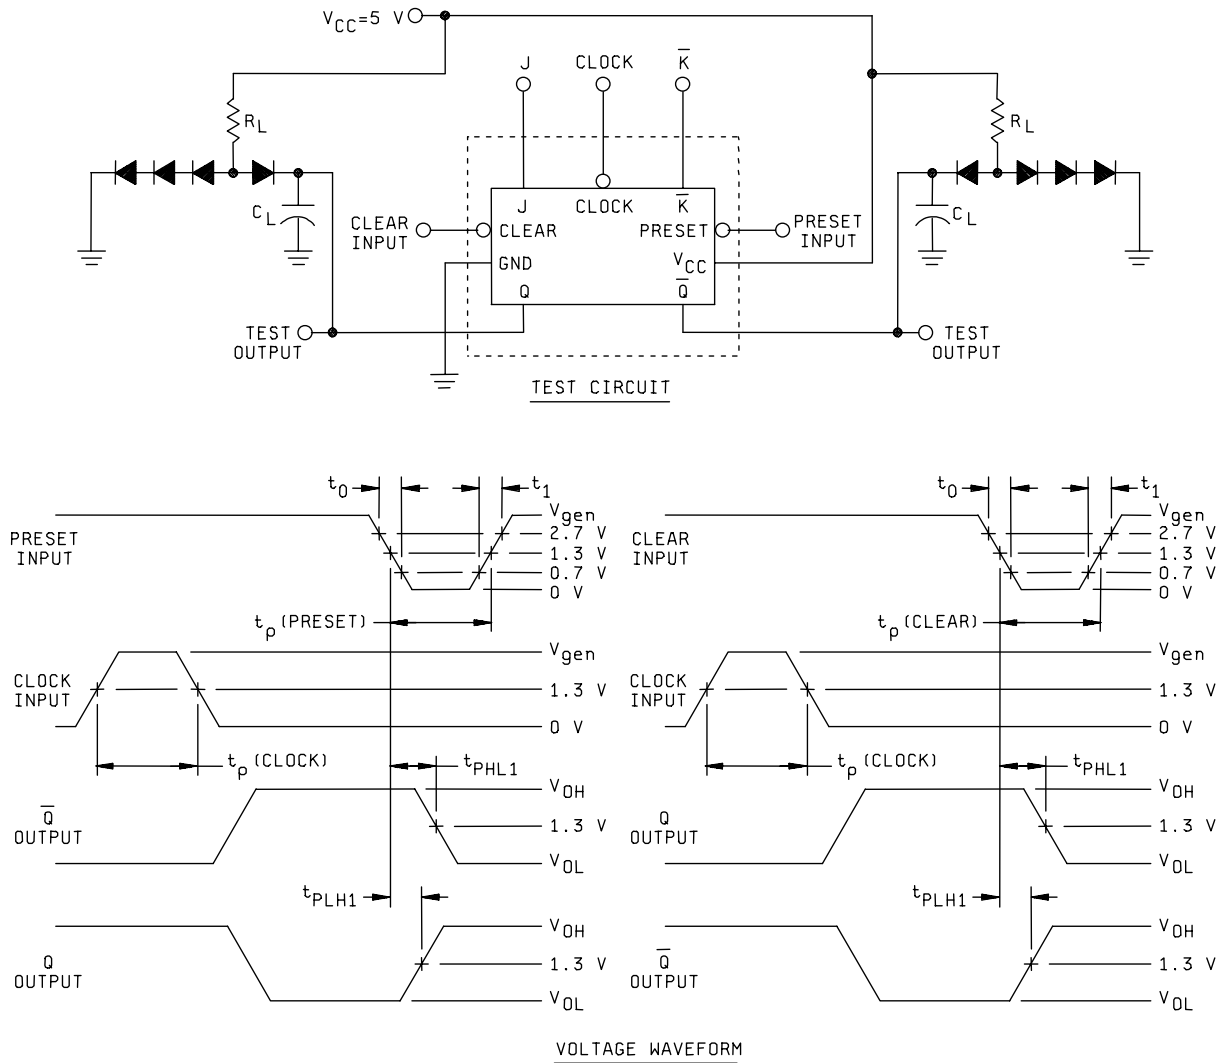 V_CC=5 V
J CLOCK K̅
R_L R_L
C_L C_L
J CLOCK K̅
CLEAR INPUT
CLEAR PRESET
PRESET INPUT
GND V_CC
Q Q̅
TEST OUTPUT
TEST OUTPUT
TEST CIRCUIT
t_0 t_1
PRESET INPUT
V_gen
2.7 V
1.3 V
0.7 V
0 V
t_p (PRESET)
CLOCK INPUT
V_gen
1.3 V
0 V
t_p (CLOCK) t_PHL1
Q̅ OUTPUT
V_OH
1.3 V
V_OL
t_PLH1
Q OUTPUT
V_OH
1.3 V
V_OL
t_0 t_1
CLEAR INPUT
V_gen
2.7 V
1.3 V
0.7 V
0 V
t_p (CLEAR)
CLOCK INPUT
V_gen
1.3 V
0 V
t_p (CLOCK) t_PHL1
Q OUTPUT
V_OH
1.3 V
V_OL
t_PLH1
Q̅ OUTPUT
V_OH
1.3 V
V_OL
VOLTAGE WAVEFORM